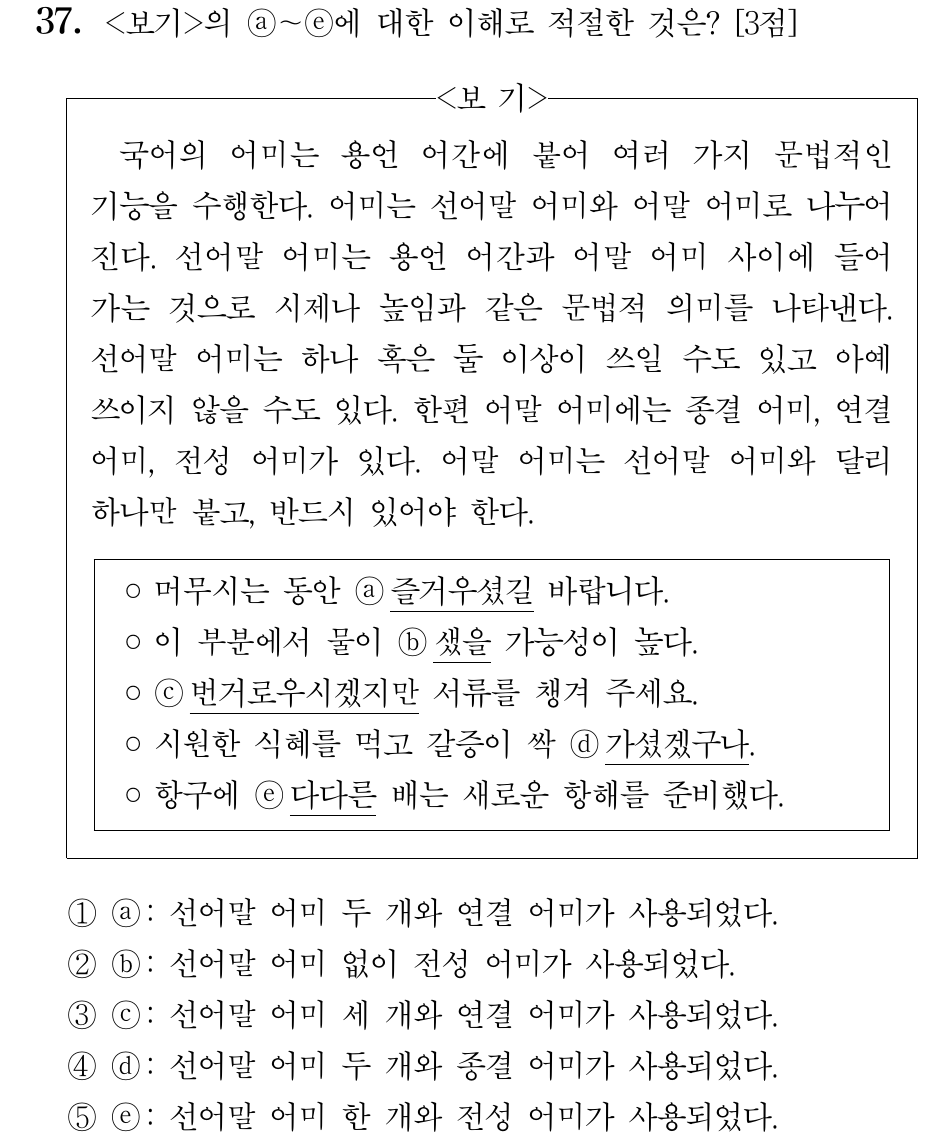 37. <보기>의 ⓐ~ⓔ에 대한 이해로 적절한 것은? [3점]
<보 기>
국어의 어미는 용언 어간에 붙어 여러 가지 문법적인
기능을 수행한다. 어미는 선어말 어미와 어말 어미로 나누어
진다. 선어말 어미는 용언 어간과 어말 어미 사이에 들어
가는 것으로 시제나 높임과 같은 문법적 의미를 나타낸다.
선어말 어미는 하나 혹은 둘 이상이 쓰일 수도 있고 아예
쓰이지 않을 수도 있다. 한편 어말 어미에는 종결 어미, 연결
어미, 전성 어미가 있다. 어말 어미는 선어말 어미와 달리
하나만 붙고, 반드시 있어야 한다.
○ 머무시는 동안 ⓐ즐거우셨길 바랍니다.
○ 이 부분에서 물이 ⓑ샜을 가능성이 높다.
○ ⓒ번거로우시겠지만 서류를 챙겨 주세요.
○ 시원한 식혜를 먹고 갈증이 싹 ⓓ가셨겠구나.
○ 항구에 ⓔ다다른 배는 새로운 항해를 준비했다.
① ⓐ: 선어말 어미 두 개와 연결 어미가 사용되었다.
② ⓑ: 선어말 어미 없이 전성 어미가 사용되었다.
③ ⓒ: 선어말 어미 세 개와 연결 어미가 사용되었다.
④ ⓓ: 선어말 어미 두 개와 종결 어미가 사용되었다.
⑤ ⓔ: 선어말 어미 한 개와 전성 어미가 사용되었다.